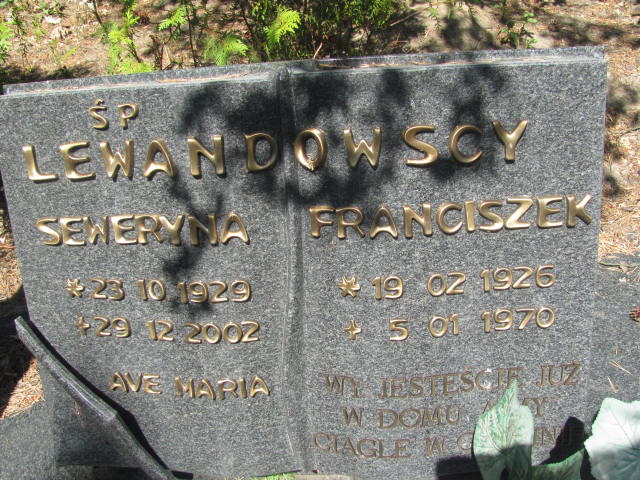 ŚP
LEWANDOWSCY
SEWERYNA
* 23 10 1929
+ 29 12 2002
AVE MARIA
FRANCISZEK
* 19 02 1926
+ 5 01 1970
WY JESTEŚCIE JUŻ
W DOMU MY
CIĄGLE W